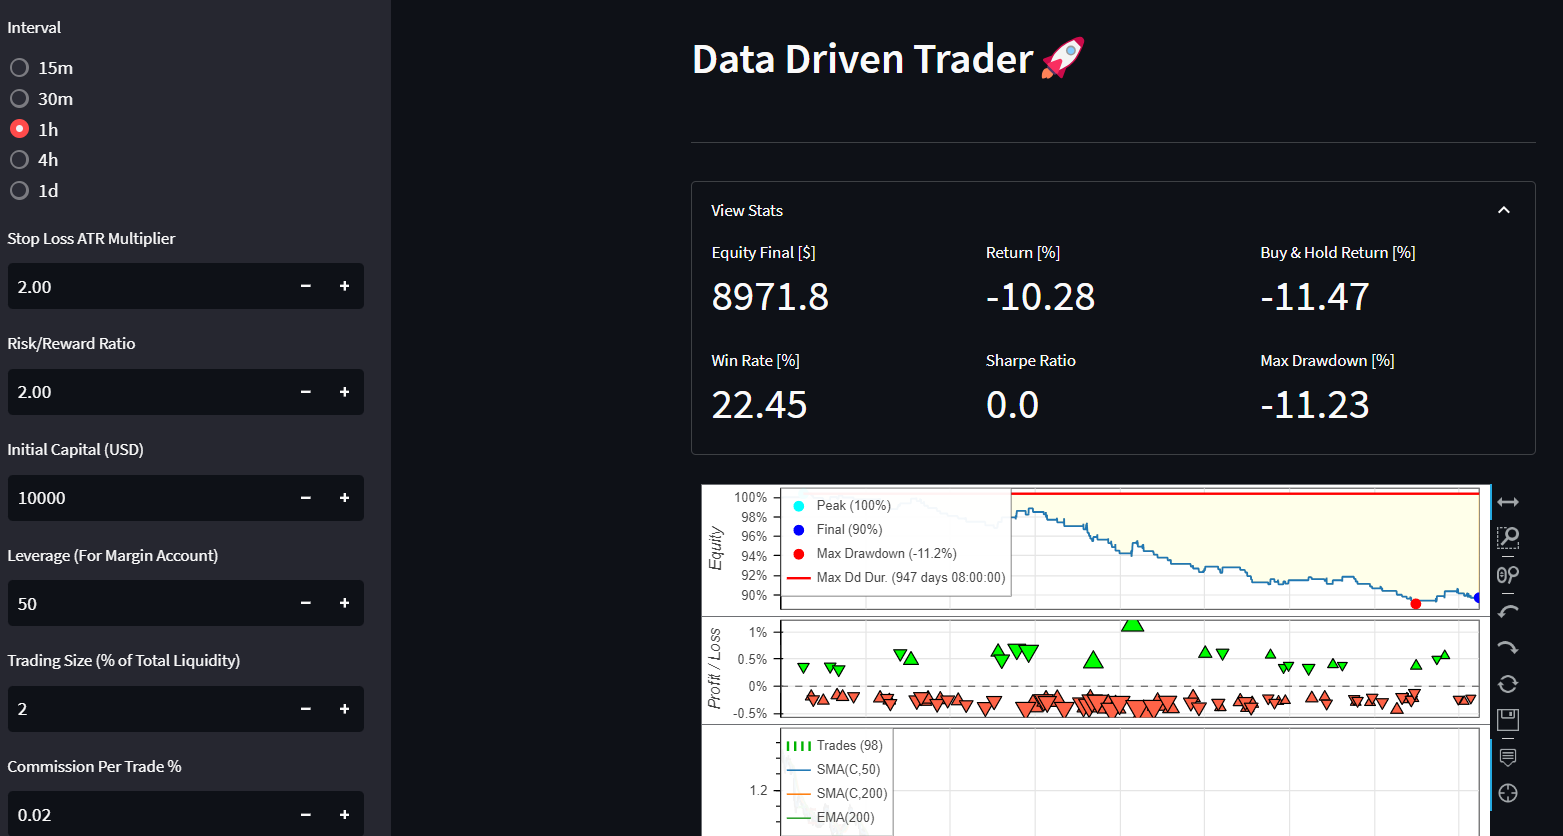 Interval
15m
30m
1h
4h
1d
Stop Loss ATR Multiplier
2.00
Risk/Reward Ratio
2.00
Initial Capital (USD)
10000
Leverage (For Margin Account)
50
Trading Size (% of Total Liquidity)
2
Commission Per Trade %
0.02
Data Driven Trader
View Stats
Equity Final [$] Return [%] Buy & Hold Return [%]
8971.8 -10.28 -11.47
Win Rate [%] Sharpe Ratio Max Drawdown [%]
22.45 0.0 -11.23
Equity
100%
98%
96%
94%
92%
90%
Peak (100%)
Final (90%)
Max Drawdown (-11.2%)
Max Dd Dur. (947 days 08:00:00)
Profit / Loss
1%
0.5%
0%
-0.5%
Trades (98)
SMA(C,50)
SMA(C,200)
EMA(200)
1.2